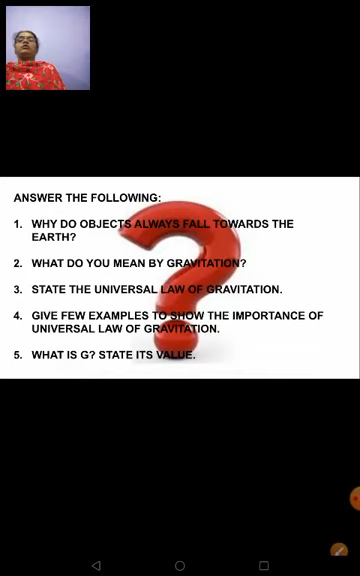 ANSWER THE FOLLOWING:
1. WHY DO OBJECTS ALWAYS FALL TOWARDS THE
EARTH?
2. WHAT DO YOU MEAN BY GRAVITATION?
3. STATE THE UNIVERSAL LAW OF GRAVITATION.
4. GIVE FEW EXAMPLES TO SHOW THE IMPORTANCE OF
UNIVERSAL LAW OF GRAVITATION.
5. WHAT IS G? STATE ITS VALUE.